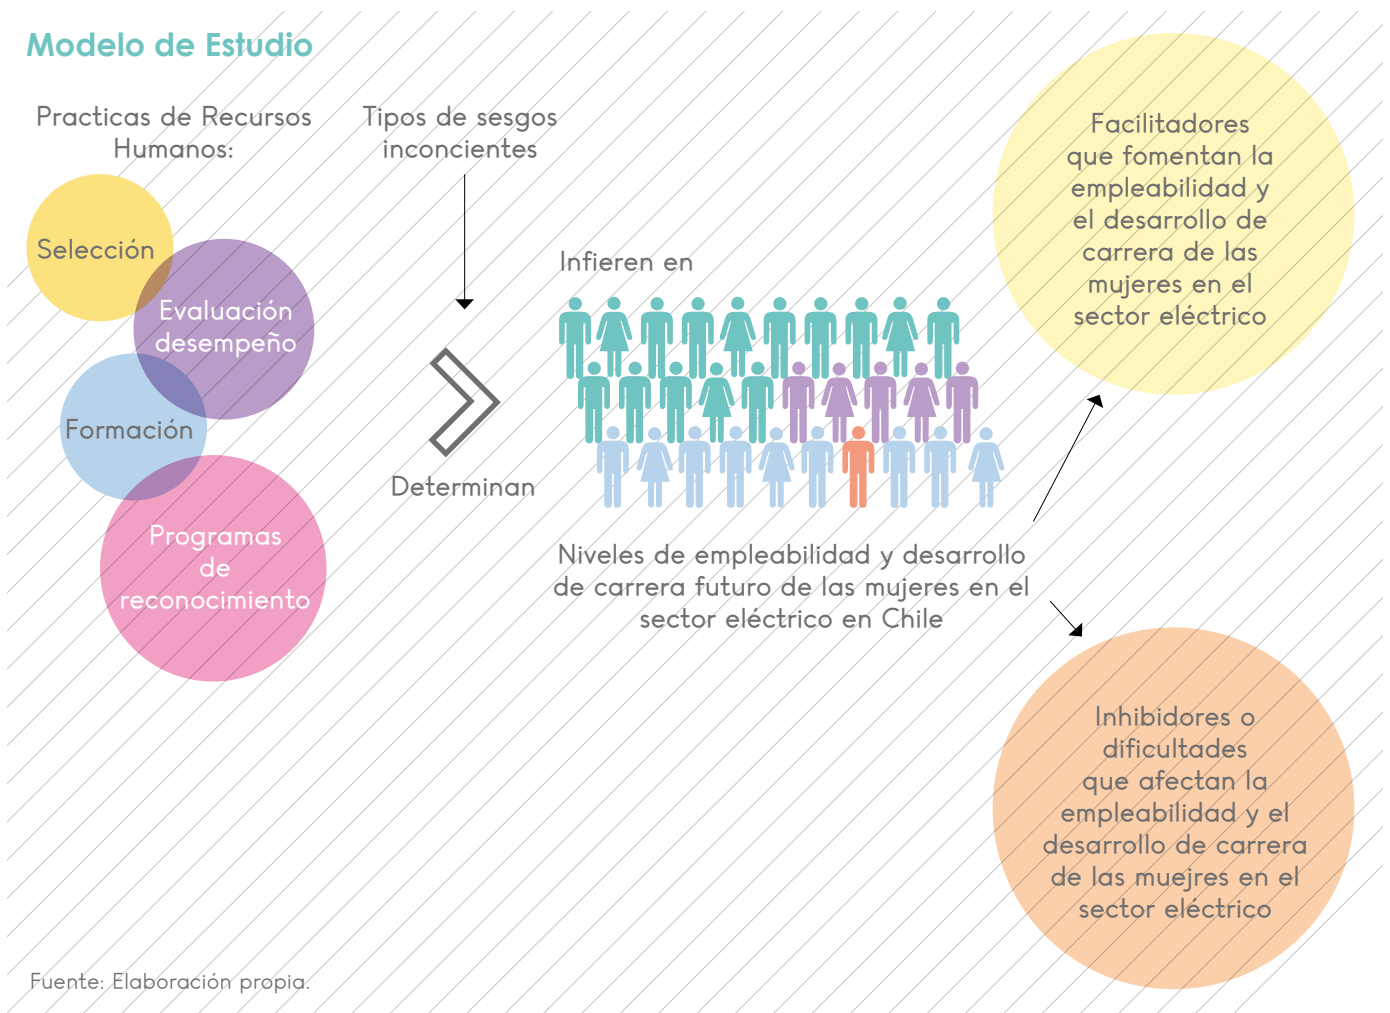 Modelo de Estudio
Practicas de Recursos
Humanos:
Selección
Evaluación
desempeño
Formación
Programas
de
reconocimiento
Tipos de sesgos
inconcientes
Determinan
Infieren en
Niveles de empleabilidad y desarrollo
de carrera futuro de las mujeres en el
sector eléctrico en Chile
Facilitadores
que fomentan la
empleabilidad y
el desarrollo de
carrera de las
mujeres en el
sector eléctrico
Inhibidores o
dificultades
que afectan la
empleabilidad y el
desarrollo de carrera
de las muejres en el
sector eléctrico
Fuente: Elaboración propia.